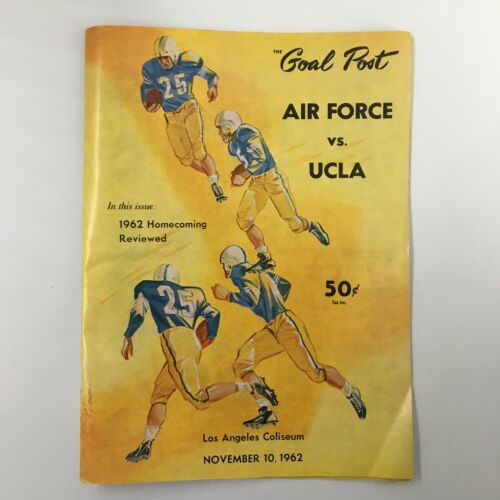 THE Goal Post
AIR FORCE
vs.
UCLA
25
In this issue:
1962 Homecoming
Reviewed
50¢
Tax Inc.
25
Los Angeles Coliseum
NOVEMBER 10, 1962